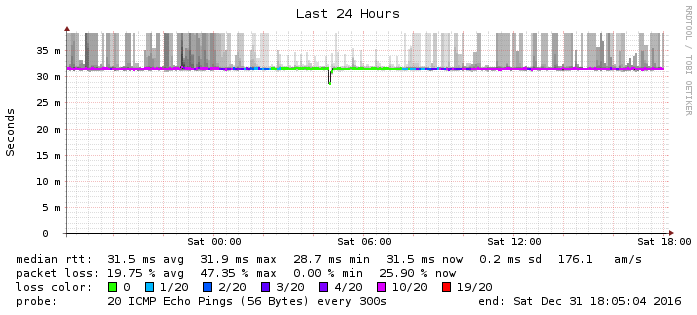 Last 24 Hours
RRDTOOL / TOBI OETIKER
Seconds
35 m
30 m
25 m
20 m
15 m
10 m
5 m
0
Sat 00:00 Sat 06:00 Sat 12:00 Sat 18:00
median rtt: 31.5 ms avg 31.9 ms max 28.7 ms min 31.5 ms now 0.2 ms sd 176.1 am/s
packet loss: 19.75 % avg 47.35 % max 0.00 % min 25.90 % now
loss color: 0 1/20 2/20 3/20 4/20 10/20 19/20
probe: 20 ICMP Echo Pings (56 Bytes) every 300s end: Sat Dec 31 18:05:04 2016